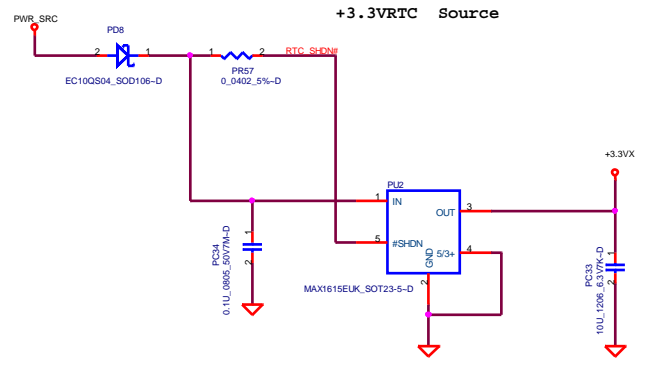 +3.3VRTC Source
PWR_SRC
PD8
2
1
EC10QS04_SOD106~D
1
2
RTC_SHDN#
PR57
0_0402_5%~D
+3.3VX
PU2
1
IN
OUT
3
5
#SHDN
5/3+
4
GND
2
MAX1615EUK_SOT23-5~D
PC34
0.1U_0805_50V7M~D
1
2
PC33
10U_1206_6.3V7K~D
1
2